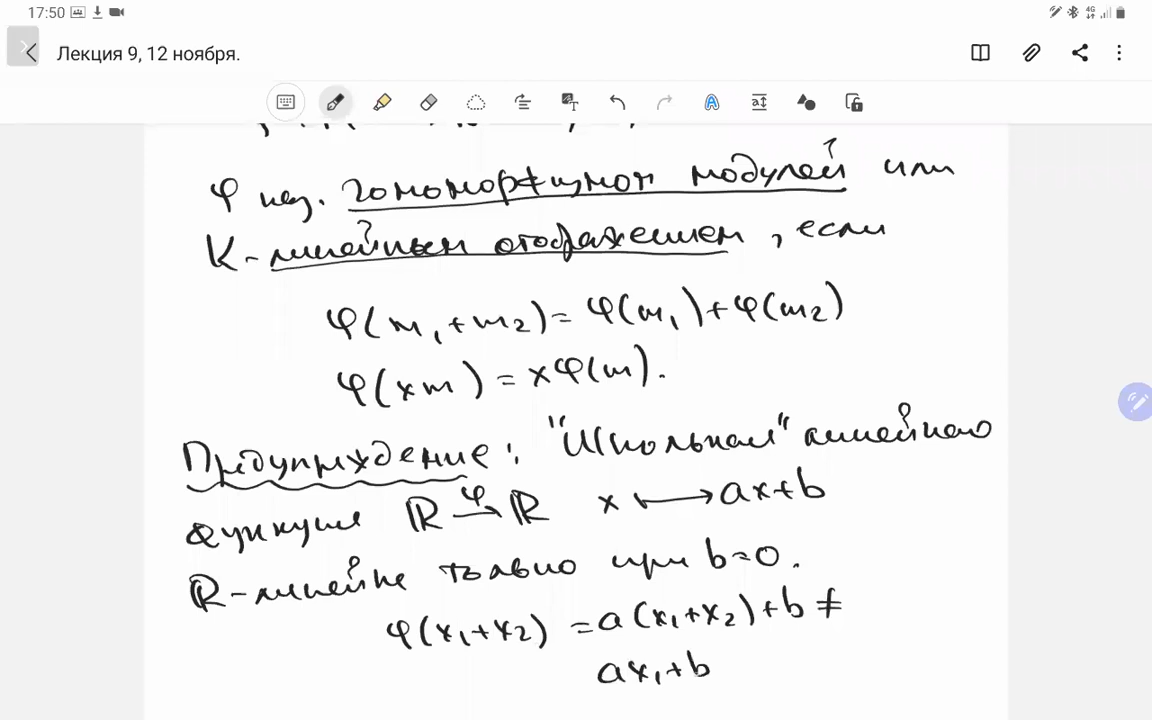 17:50
4G
Лекция 9, 12 ноября.
φ наз. гомоморфизмом модулей или
K-линейным отображением, если
φ(m₁+m₂)=φ(m₁)+φ(m₂)
φ(xm)=xφ(m).
Предупреждение: "Школьная" линейная
функция ℝ →φ ℝ x ⟼ ax+b
ℝ-линейна только при b=0.
φ(x₁+x₂) =a(x₁+x₂)+b≠
ax₁+b